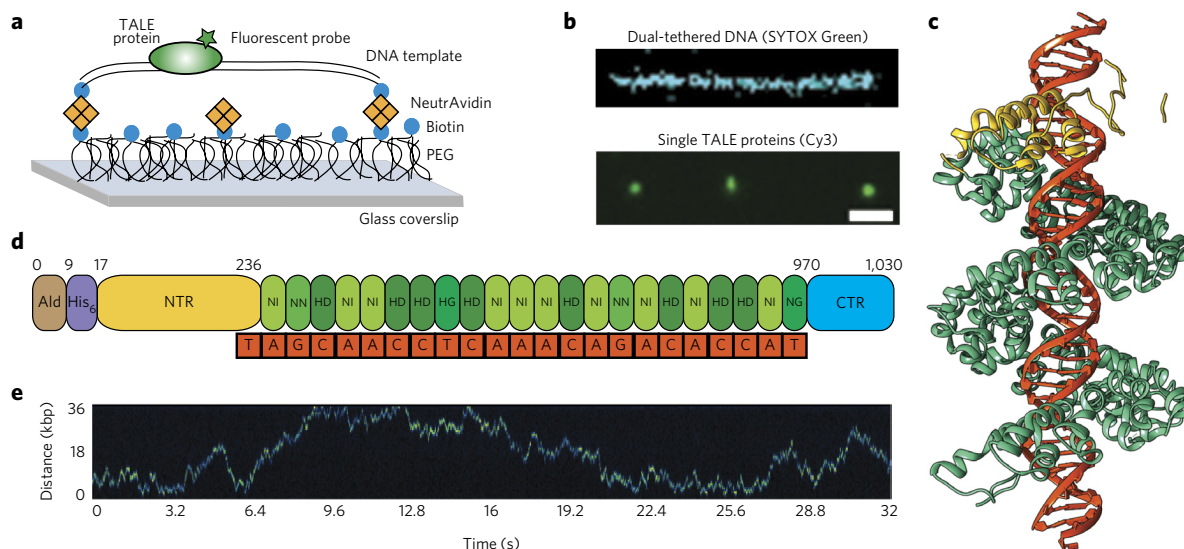 a
TALE
protein
Fluorescent probe
DNA template
NeutrAvidin
Biotin
PEG
Glass coverslip
b
Dual-tethered DNA (SYTOX Green)
Single TALE proteins (Cy3)
c
d
0 9 17 236 970 1,030
Ald His6 NTR NI NN HD NI NI HD HD HG HD NI NI NI HD NI NN NI HD NI HD HD NI NG CTR
T A G C A A C C T C A A A C A G A C A C C A T
e
Distance (kbp)
36
18
0
0 3.2 6.4 9.6 12.8 16 19.2 22.4 25.6 28.8 32
Time (s)